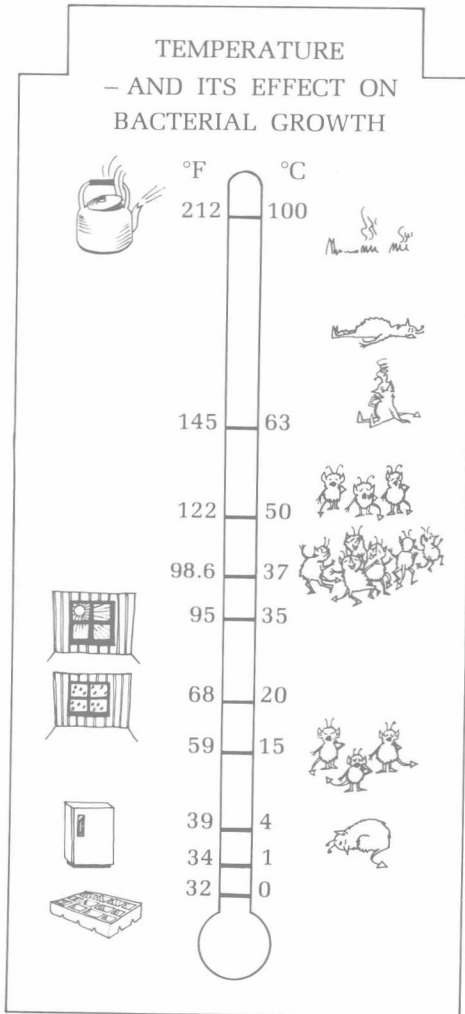 TEMPERATURE
– AND ITS EFFECT ON
BACTERIAL GROWTH
°F °C
212 100
145 63
122 50
98.6 37
95 35
68 20
59 15
39 4
34 1
32 0